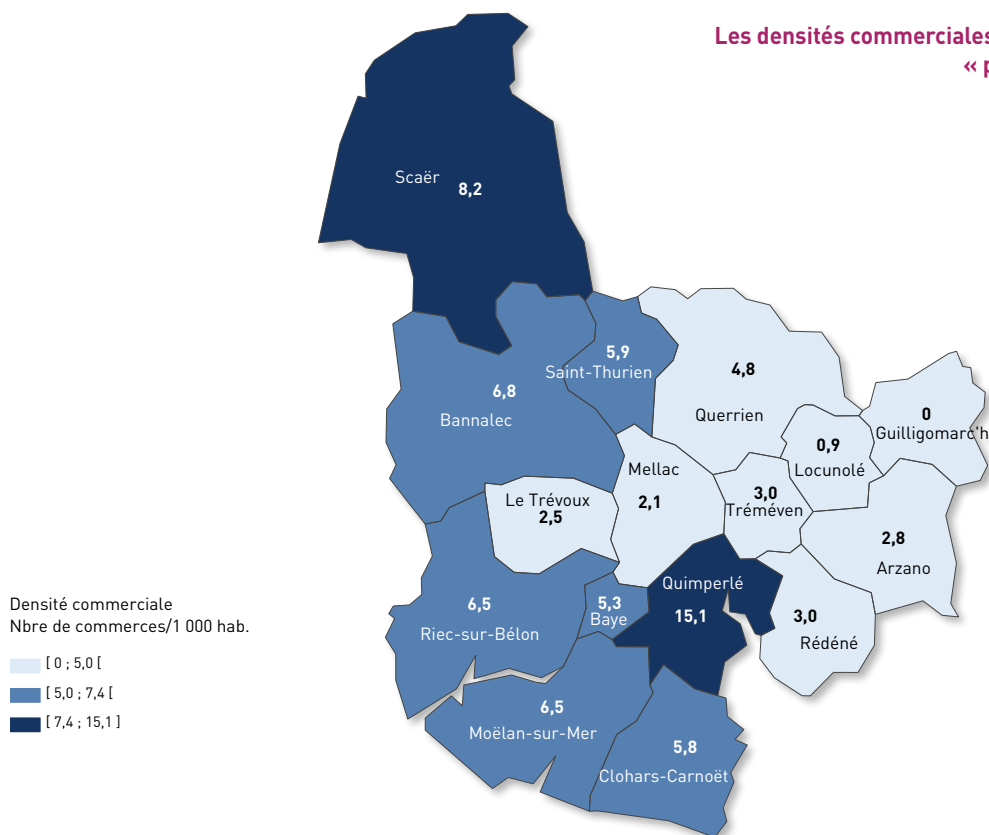 Les densités commerciales
« p
Scaër
8,2
5,9
Saint-Thurien
4,8
Querrien
6,8
Bannalec
0
Guilligomarc'h
0,9
Locunolé
Mellac
2,1
3,0
Tréméven
Le Trévoux
2,5
2,8
Arzano
Quimperlé
15,1
5,3
Baye
6,5
Riec-sur-Bélon
3,0
Rédéné
6,5
Moëlan-sur-Mer
5,8
Clohars-Carnoët
Densité commerciale
Nbre de commerces/1 000 hab.
[ 0 ; 5,0 [
[ 5,0 ; 7,4 [
[ 7,4 ; 15,1 ]